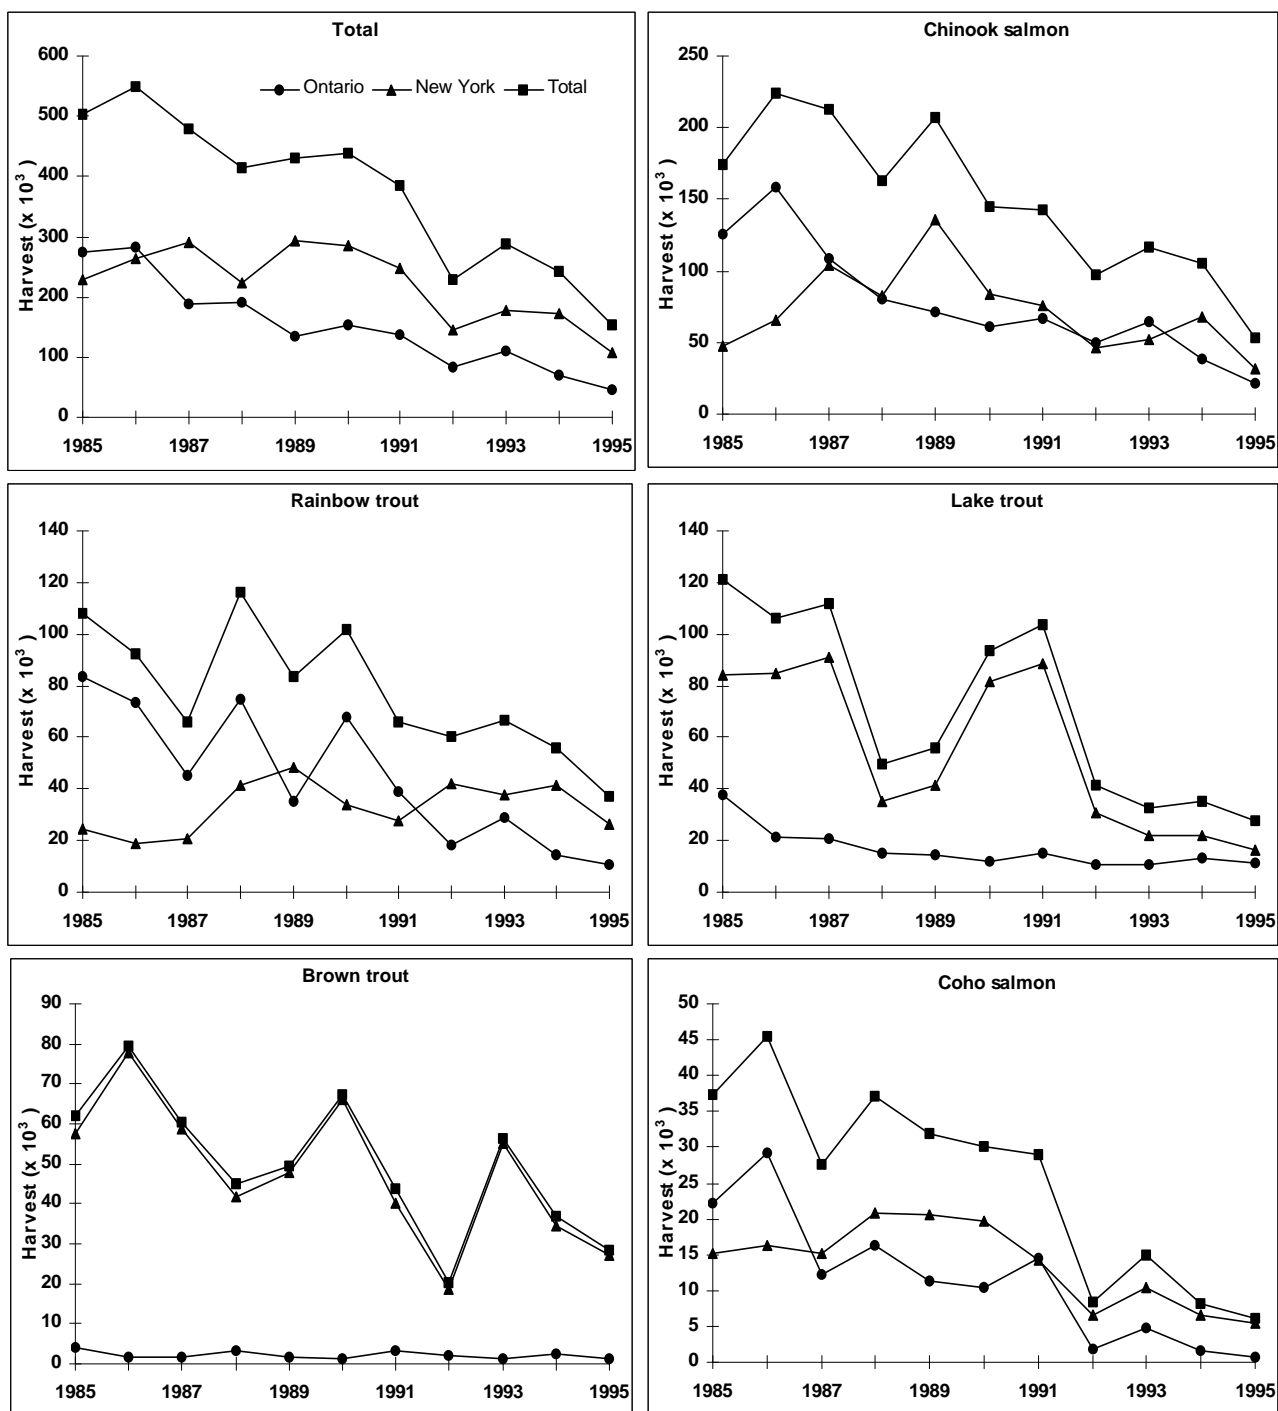 Total
Harvest (x 10³ )
600
500
400
300
200
100
0
Ontario New York Total
1985 1987 1989 1991 1993 1995
Chinook salmon
Harvest (x 10³ )
250
200
150
100
50
0
1985 1987 1989 1991 1993 1995
Rainbow trout
Harvest (x 10³ )
140
120
100
80
60
40
20
0
1985 1987 1989 1991 1993 1995
Lake trout
Harvest (x 10³ )
140
120
100
80
60
40
20
0
1985 1987 1989 1991 1993 1995
Brown trout
Harvest (x 10³ )
90
80
70
60
50
40
30
20
10
0
1985 1987 1989 1991 1993 1995
Coho salmon
Harvest (x 10³ )
50
45
40
35
30
25
20
15
10
5
0
1985 1987 1989 1991 1993 1995